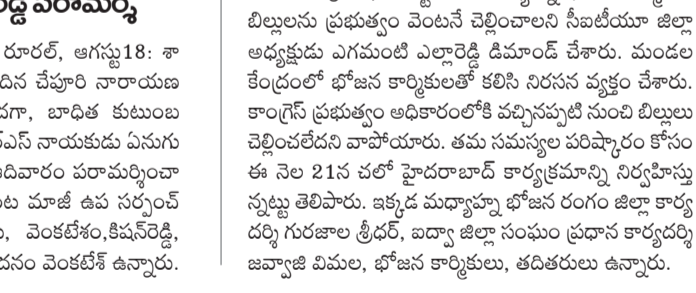 రూరల్, ఆగస్టు18: శా
దిన చేపూరి నారాయణ
దగా, బాధిత కుటుంబ
ఎస్ నాయకుడు ఏనుగు
దివారం పరామర్శించా
ంట మాజీ ఉప సర్పంచ్
, వెంకటేశం,కిషన్‌రెడ్డి,
దనం వెంకటేశ్ ఉన్నారు.
బిల్లులను ప్రభుత్వం వెంటనే చెల్లించాలని సీఐటీయూ జిల్లా
అధ్యక్షుడు ఎగమంటి ఎల్లారెడ్డి డిమాండ్ చేశారు. మండల
కేంద్రంలో భోజన కార్మికులతో కలిసి నిరసన వ్యక్తం చేశారు.
కాంగ్రెస్ ప్రభుత్వం అధికారంలోకి వచ్చినప్పటి నుంచి బిల్లులు
చెల్లించలేదని వాపోయారు. తమ సమస్యల పరిష్కారం కోసం
ఈ నెల 21న చలో హైదరాబాద్ కార్యక్రమాన్ని నిర్వహిస్తు
న్నట్టు తెలిపారు. ఇక్కడ మధ్యాహ్న భోజన రంగం జిల్లా కార్య
దర్శి గురజాల శ్రీధర్, ఐద్వా జిల్లా సంఘం ప్రధాన కార్యదర్శి
జవ్వాజి విమల, భోజన కార్మికులు, తదితరులు ఉన్నారు.